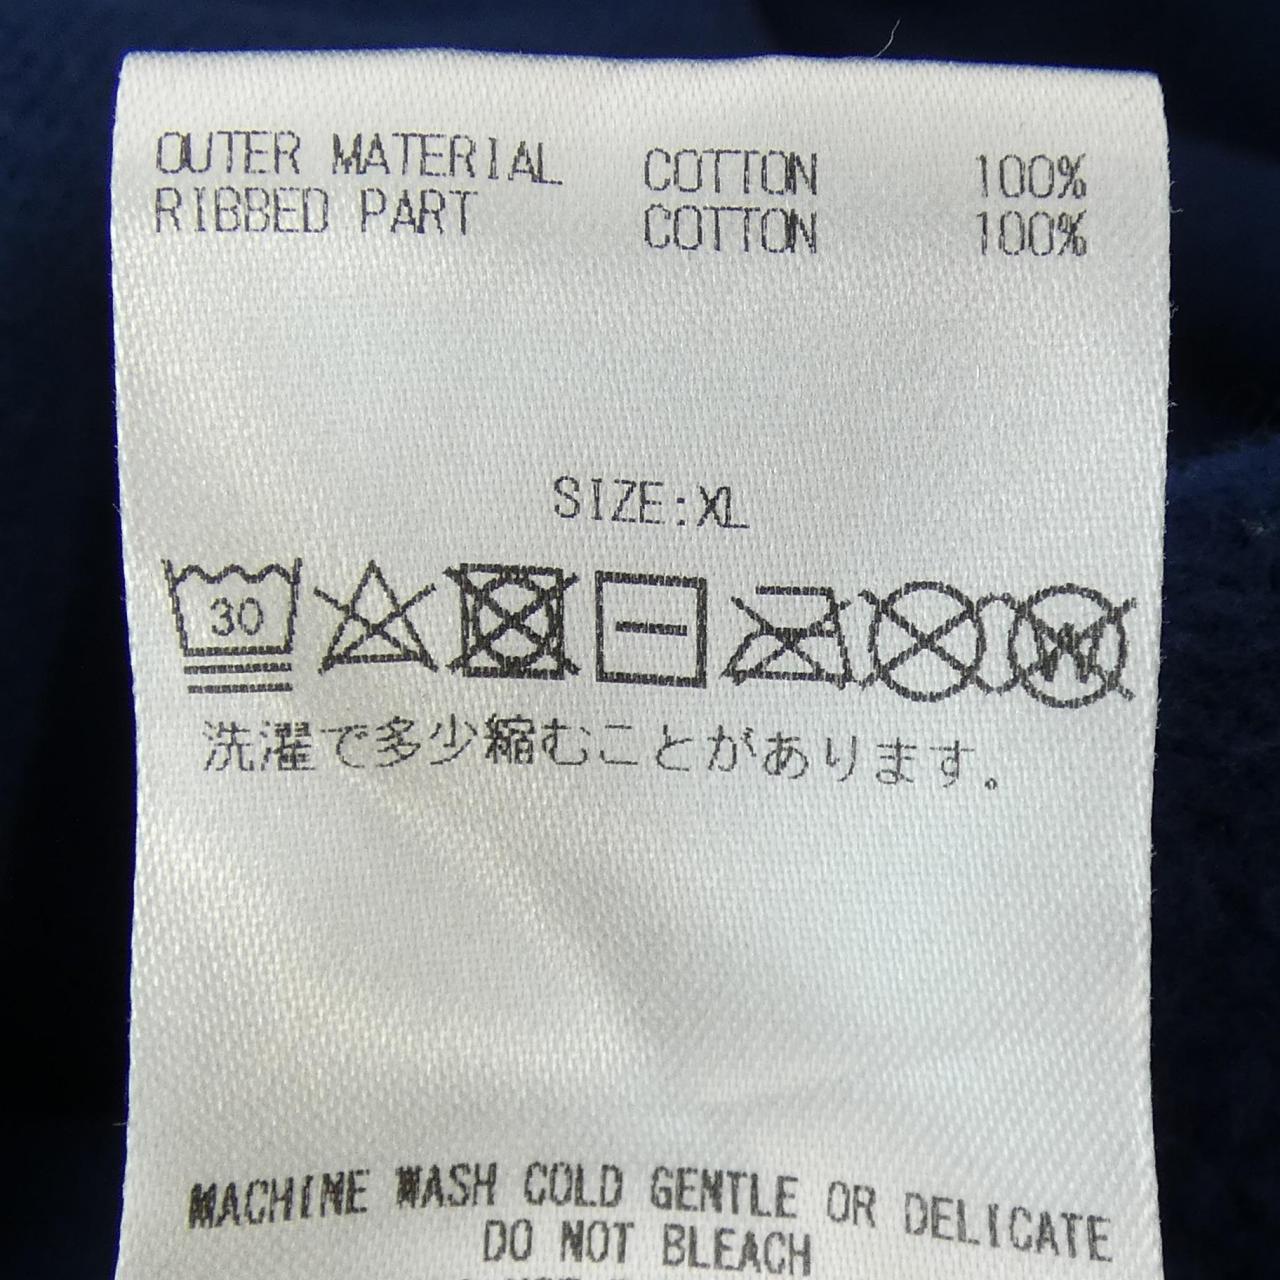 OUTER MATERIAL COTTON 100%
RIBBED PART COTTON 100%
SIZE:XL
30
W
洗濯で多少縮むことがあります。
MACHINE WASH COLD GENTLE OR DELICATE
DO NOT BLEACH